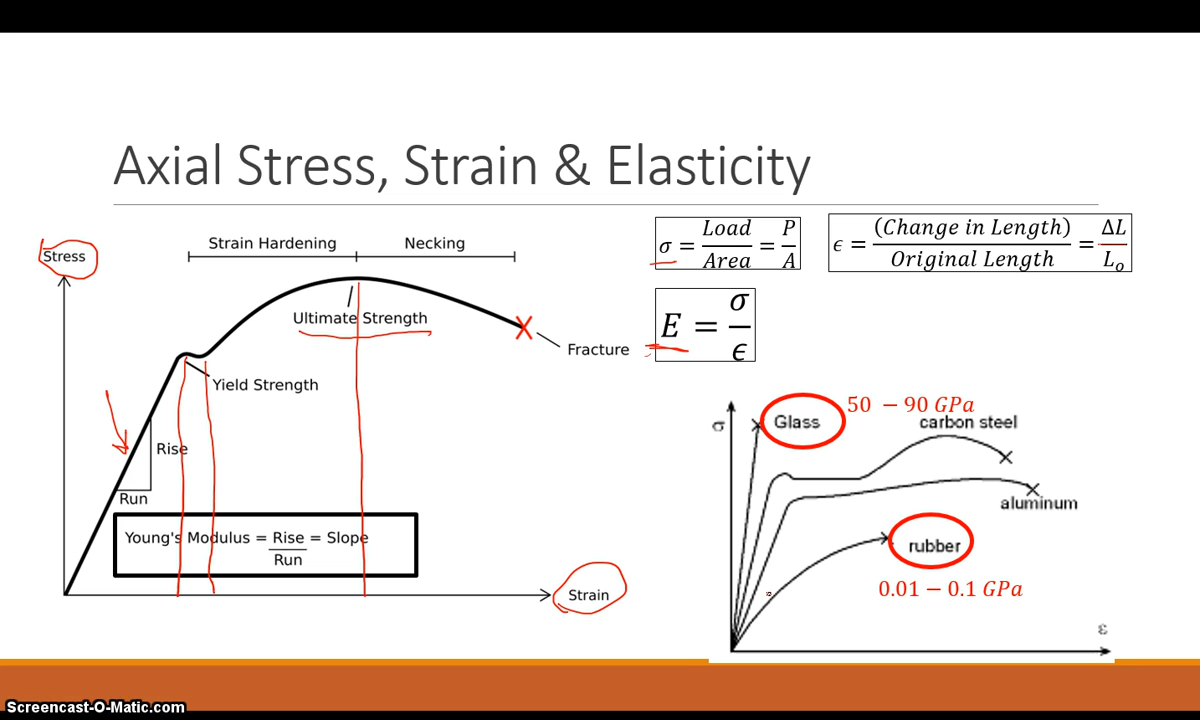 Axial Stress, Strain & Elasticity
Stress
Strain Hardening
Necking
Ultimate Strength
Fracture
Yield Strength
Rise
Run
Young's Modulus = Rise = Slope
Run
Strain
σ = Load / Area = P / A
ϵ = (Change in Length) / Original Length = ΔL / L₀
E = σ / ϵ
50 – 90 GPa
σ
Glass
carbon steel
aluminum
rubber
0.01 – 0.1 GPa
ε
Screencast-O-Matic.com